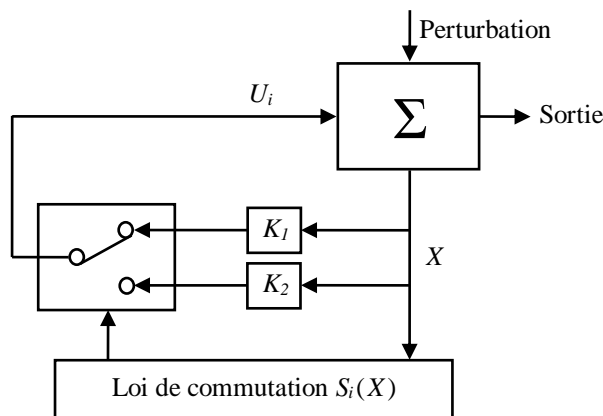 Perturbation
U_i
Σ
Sortie
K_1
X
K_2
Loi de commutation S_i(X)